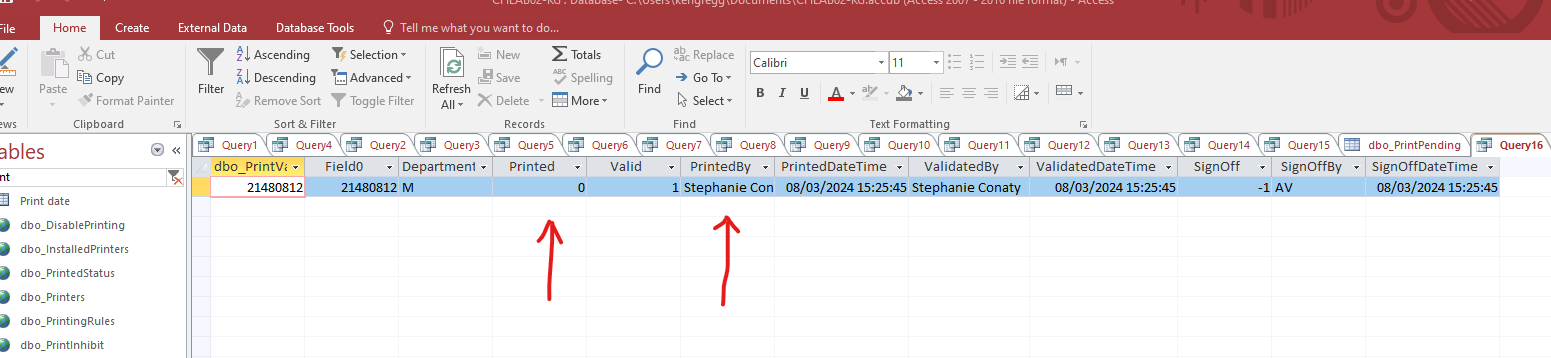 CFILAB02-KG : Database- C:\Users\kengregg\Documents\CFILAB02-KG.accdb (Access 2007 - 2016 file format) - Access
File Home Create External Data Database Tools Tell me what you want to do...
Cut
Copy
Format Painter
Paste
Clipboard
Filter
Ascending
Descending
Remove Sort
Selection
Advanced
Toggle Filter
Sort & Filter
Refresh
All
New
Save
Delete
Totals
Spelling
More
Records
Find
Replace
Go To
Select
Find
Calibri 11
B I U A ab
Text Formatting
Query1 Query4 Query2 Query3 Query5 Query6 Query7 Query8 Query9 Query10 Query11 Query12 Query13 Query14 Query15 dbo_PrintPending Query16
dbo_PrintVa Field0 Department Printed Valid PrintedBy PrintedDateTime ValidatedBy ValidatedDateTime SignOff SignOffBy SignOffDateTime
21480812 21480812 M 0 1 Stephanie Con 08/03/2024 15:25:45 Stephanie Conaty 08/03/2024 15:25:45 -1 AV 08/03/2024 15:25:45
ables
nt
Print date
dbo_DisablePrinting
dbo_InstalledPrinters
dbo_PrintedStatus
dbo_Printers
dbo_PrintingRules
dbo_PrintInhibit